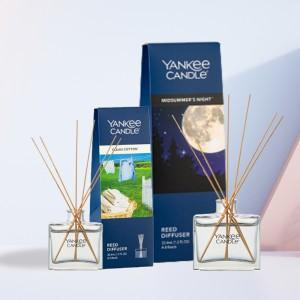 YANKEE
CANDLE®
MIDSUMMER'S NIGHT®
REED
DIFFUSER
YANKEE
CANDLE®
CLEAN COTTON®
REED
DIFFUSER
YANKEE
CANDLE
YANKEE
CANDLE